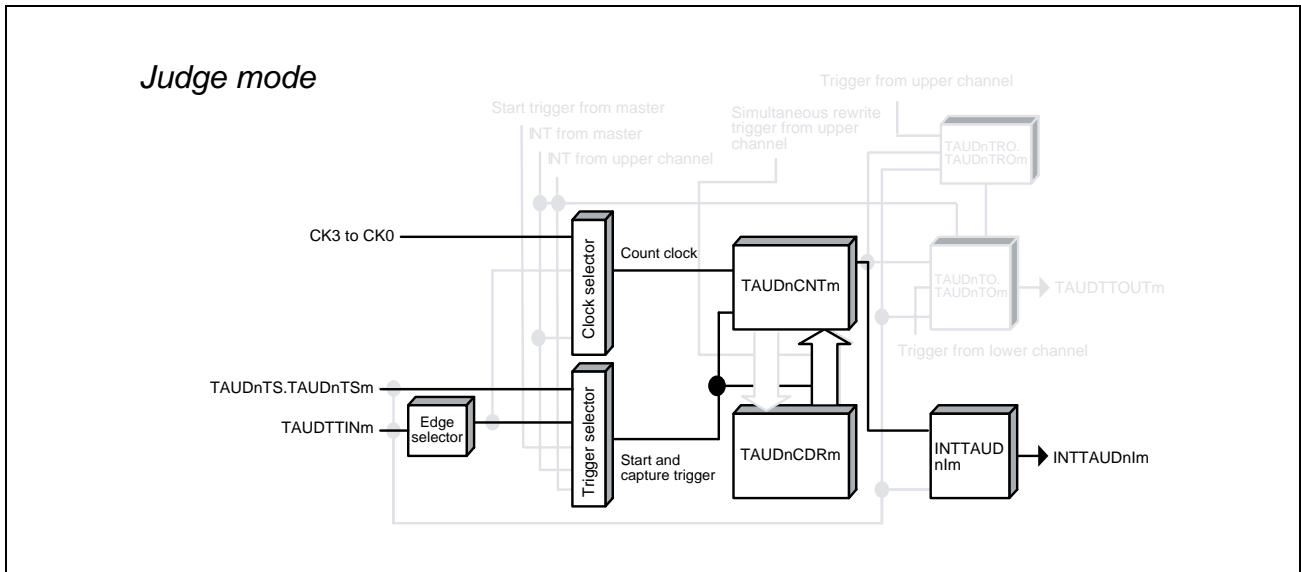 Judge mode
Trigger from upper channel
Start trigger from master
Simultaneous rewrite
trigger from upper
channel
INT from master
INT from upper channel
TAUDnTRO.
TAUDnTROm
CK3 to CK0
Clock selector
Count clock
TAUDnCNTm
TAUDnTO.
TAUDnTOm
TAUDTTOUTm
Trigger from lower channel
TAUDnTS.TAUDnTSm
TAUDTTINm
Edge
selector
Trigger selector
Start and
capture trigger
TAUDnCDRm
INTTAUD
nIm
INTTAUDnIm